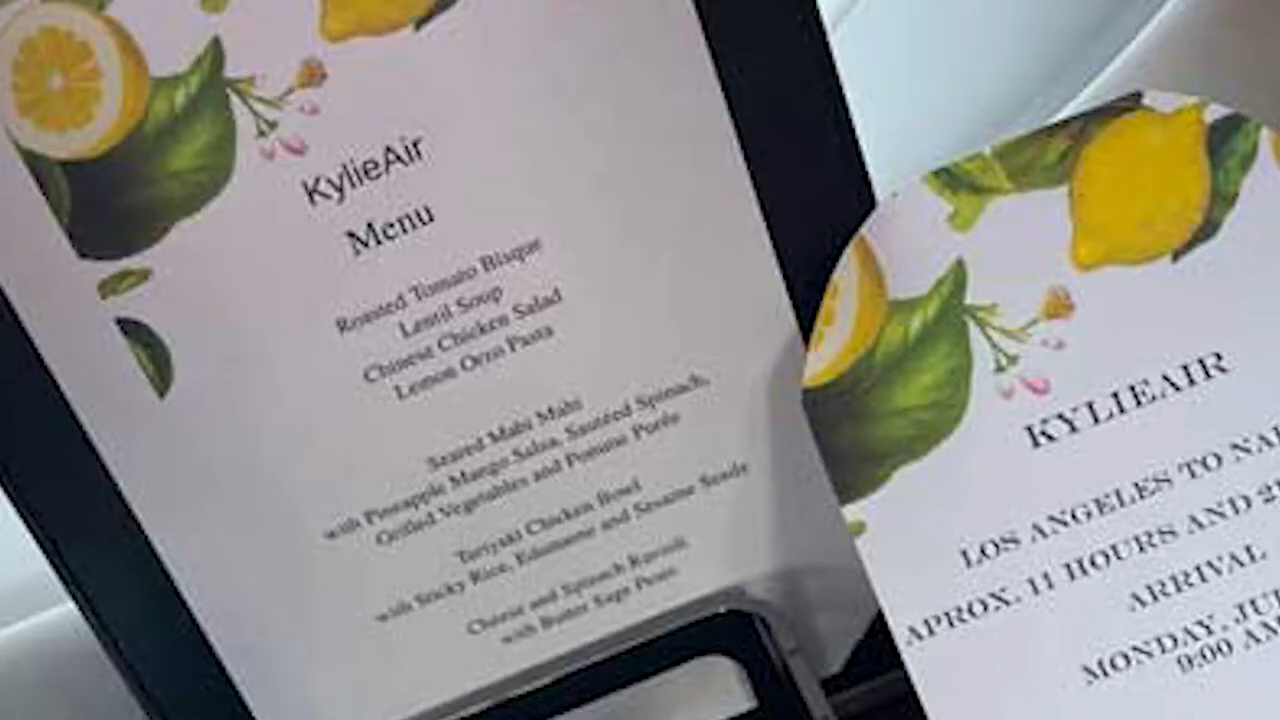 KylieAir
Menu
Roasted Tomato Bisque
Lentil Soup
Chinese Chicken Salad
Lemon Orzo Pasta
Seared Mahi Mahi
with Pineapple Mango Salsa, Sautéed Spinach,
Grilled Vegetables and Potato Purée
Teriyaki Chicken Bowl
with Sticky Rice, Edamame and Sesame Seeds
Cheese and Spinach Ravioli
with Butter Sage
KYLIEAIR
LOS ANGELES TO
APROX. 11 HOURS AND
ARRIVAL
MONDAY,
9:00 AM